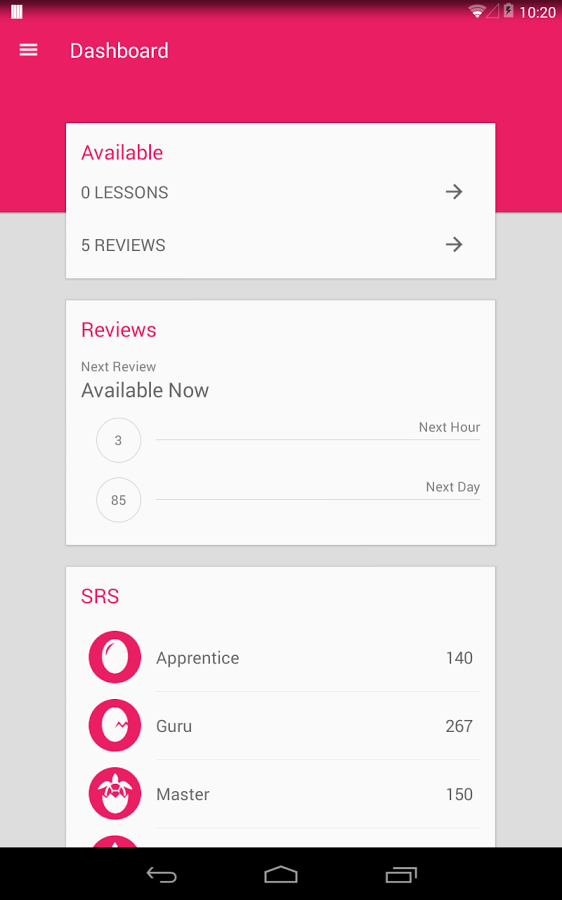 10:20
Dashboard
Available
0 LESSONS
5 REVIEWS
Reviews
Next Review
Available Now
3
Next Hour
85
Next Day
SRS
Apprentice 140
Guru 267
Master 150